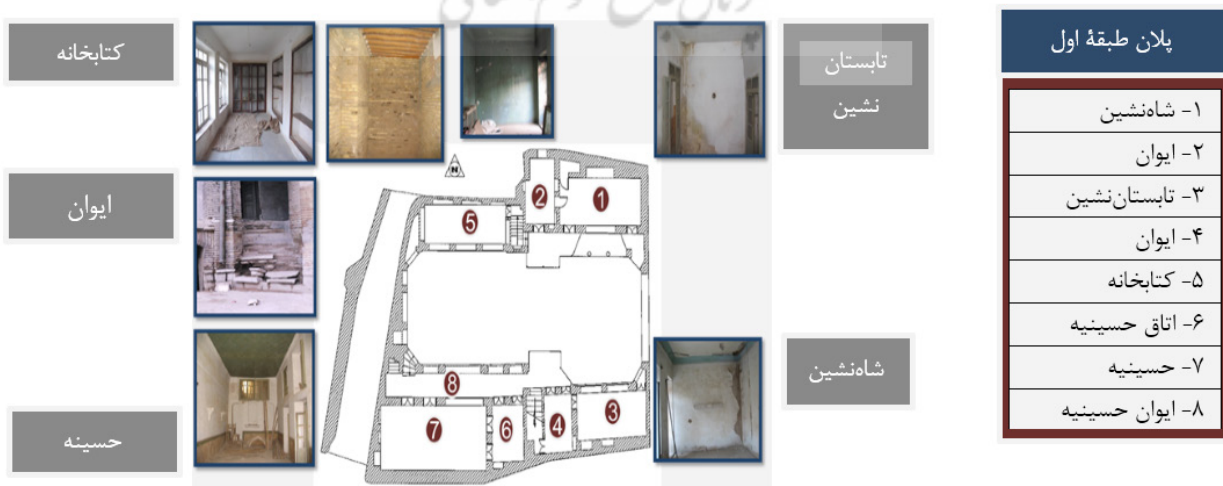 کتابخانه
تابستان
نشین
پلان طبقهٔ اول
۱- شاه‌نشین
۲- ایوان
۳- تابستان‌نشین
۴- ایوان
۵- کتابخانه
۶- اتاق حسینیه
۷- حسینیه
۸- ایوان حسینیه
ایوان
شاه‌نشین
حسینه
N
2
1
5
8
7
6
4
3